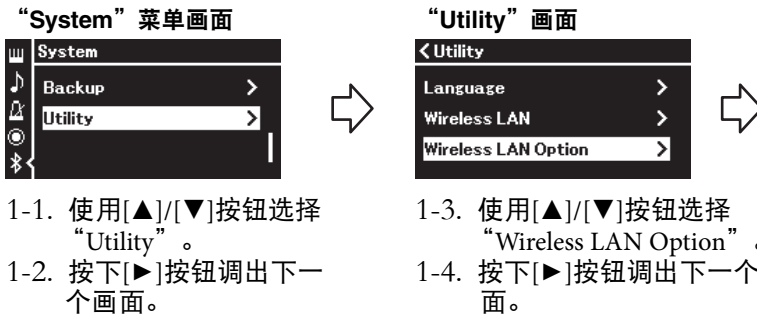 “System”菜单画面
System
Backup
Utility
1-1. 使用[▲]/[▼]按钮选择
“Utility”。
1-2. 按下[►]按钮调出下一
个画面。
“Utility”画面
Utility
Language
Wireless LAN
Wireless LAN Option
1-3. 使用[▲]/[▼]按钮选择
“Wireless LAN Option”。
1-4. 按下[►]按钮调出下一个
面。